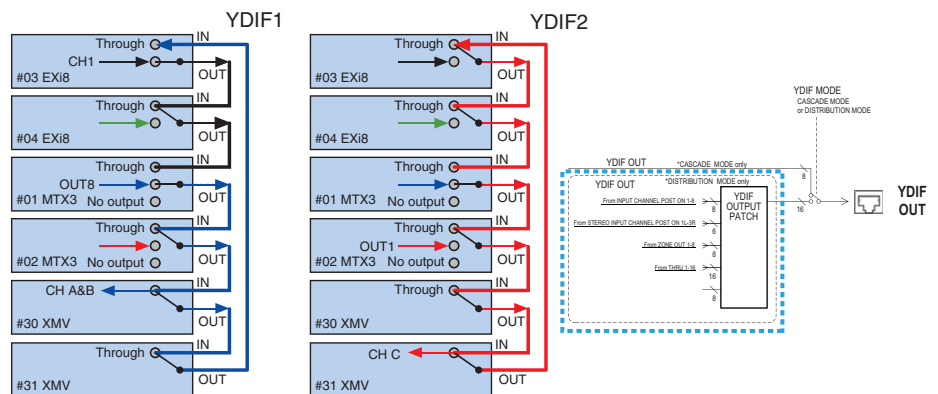 YDIF1
IN
Through
CH1
#03 EXi8
OUT
IN
Through
#04 EXi8
OUT
IN
Through
OUT8
#01 MTX3
No output
OUT
IN
Through
#02 MTX3
No output
OUT
IN
CH A&B
#30 XMV
OUT
IN
Through
#31 XMV
OUT
YDIF2
IN
Through
#03 EXi8
OUT
IN
Through
#04 EXi8
OUT
IN
Through
#01 MTX3
No output
OUT
IN
Through
OUT1
#02 MTX3
No output
OUT
IN
Through
#30 XMV
OUT
IN
CH C
#31 XMV
OUT
YDIF MODE
CASCADE MODE
or DISTRIBUTION MODE
YDIF OUT
*CASCADE MODE only
8
YDIF OUT
*DISTRIBUTION MODE only
From INPUT CHANNEL POST ON 1-8
8
From STEREO INPUT CHANNEL POST ON 1L-3R
6
From ZONE OUT 1-8
8
From THRU 1-16
16
8
YDIF
OUTPUT
PATCH
16
YDIF
OUT